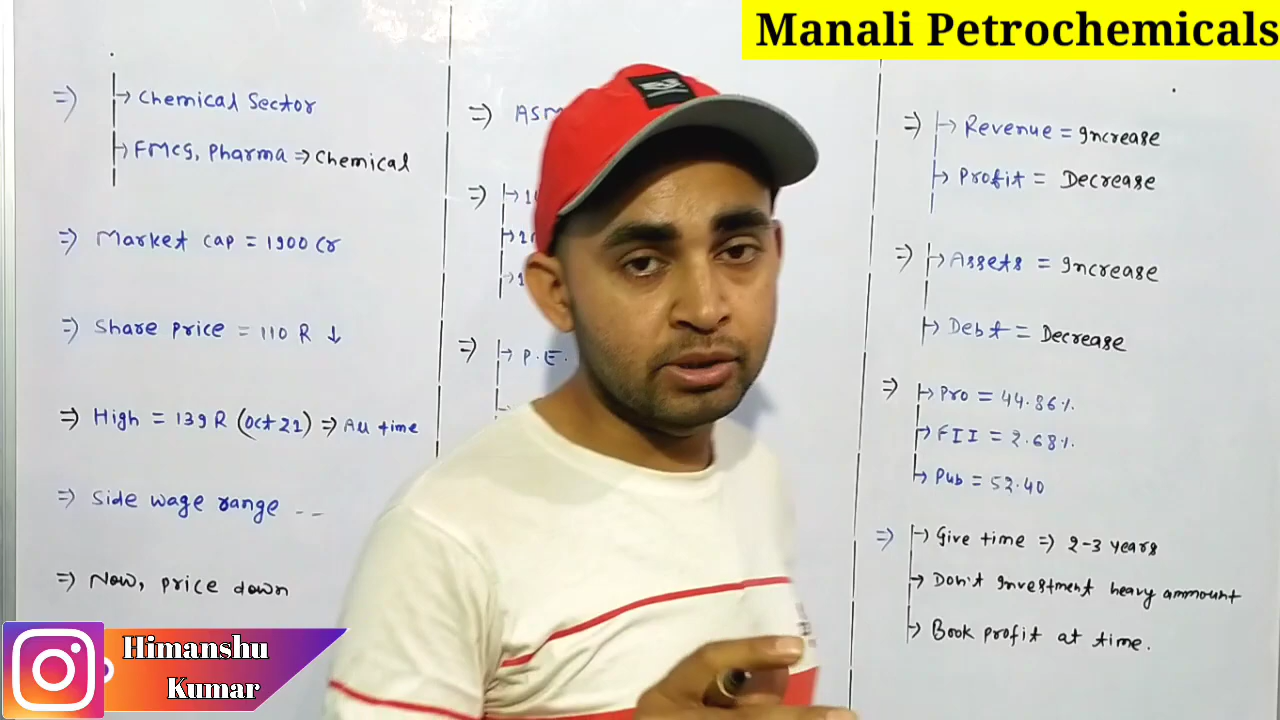 Manali Petrochemicals
=> Chemical Sector
FMCG, Pharma => Chemical
=> Market cap = 1900 Cr
=> Share price = 110 R ↓
=> High = 139 R (Oct 21) => All time
=> Side wage range --
=> Now, price down
=> ASM
=>
=> P.E.
=> Revenue = Increase
Profit = Decrease
=> Assets = Increase
Debt = Decrease
=> Pro = 44.86%.
FII = 2.68%.
Pub = 52.40
=> Give time => 2-3 years
Don't investment heavy ammount
Book profit at time.
Himanshu
Kumar